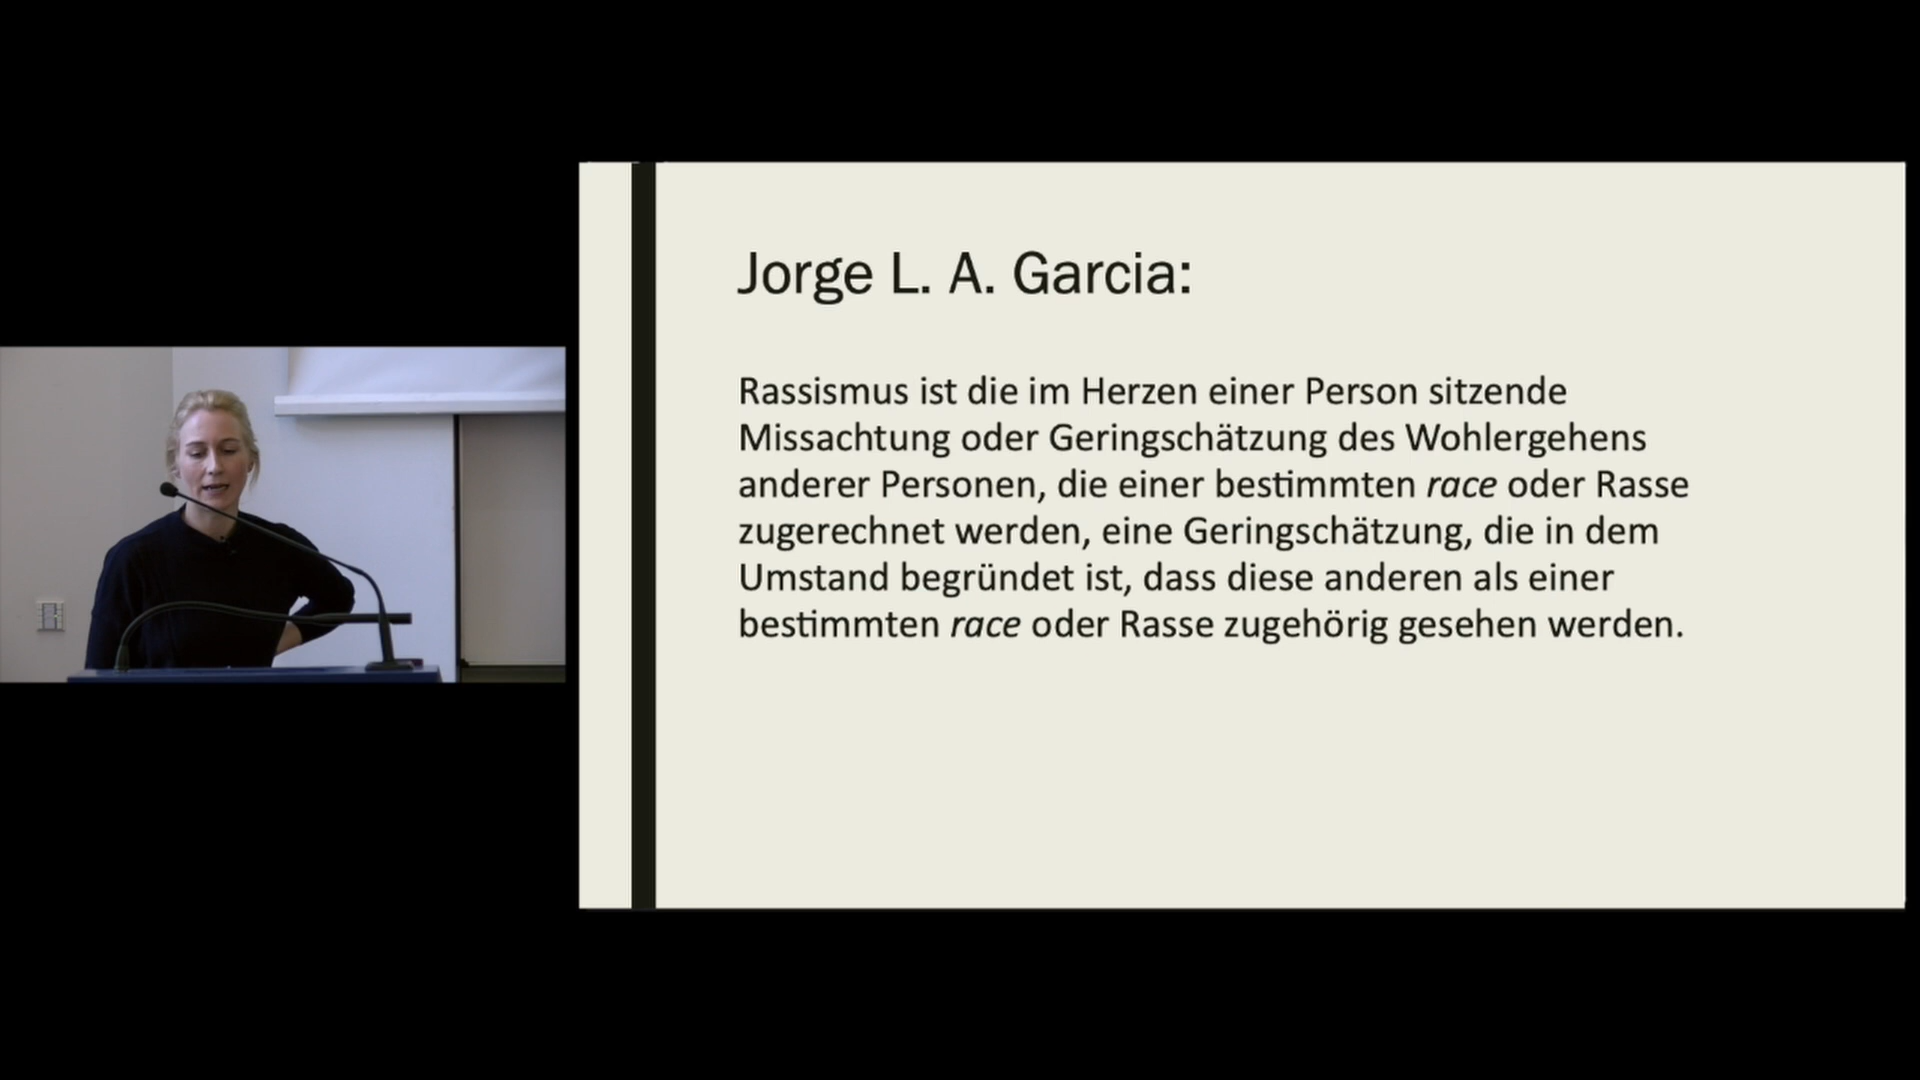 Jorge L. A. Garcia:
Rassismus ist die im Herzen einer Person sitzende
Missachtung oder Geringschätzung des Wohlergehens
anderer Personen, die einer bestimmten race oder Rasse
zugerechnet werden, eine Geringschätzung, die in dem
Umstand begründet ist, dass diese anderen als einer
bestimmten race oder Rasse zugehörig gesehen werden.